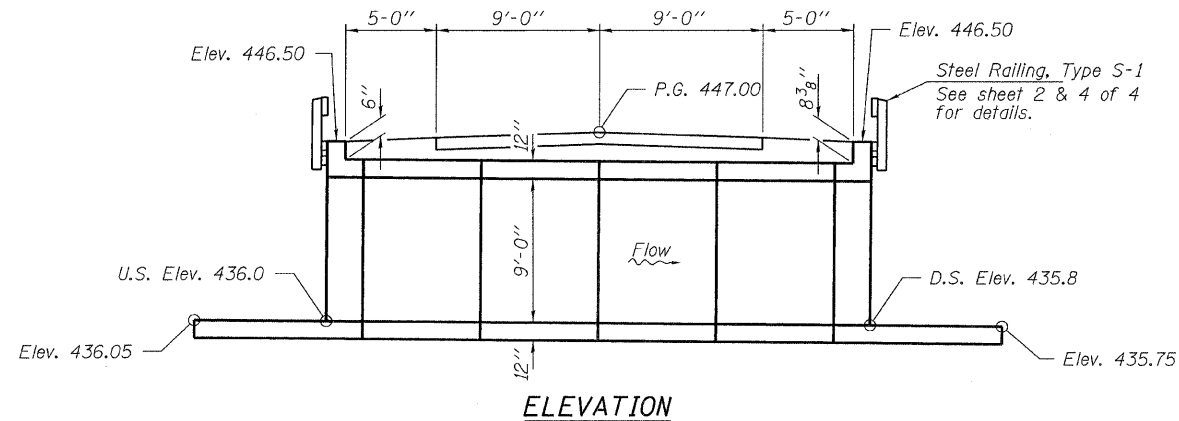 5-0" 9'-0" 9'-0" 5-0"
Elev. 446.50
Elev. 446.50
P.G. 447.00
Steel Railing, Type S-1
See sheet 2 & 4 of 4
for details.
6"
12"
8 3/8"
9'-0"
Flow
U.S. Elev. 436.0
D.S. Elev. 435.8
Elev. 436.05
12"
Elev. 435.75
ELEVATION